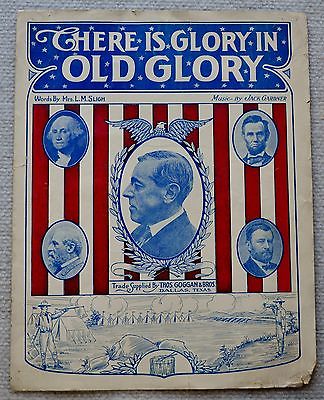 THERE IS GLORY IN
OLD GLORY
Words By Mrs. L.M. Sligh
Music By Jack Gardner
Trade Supplied By THOS. GOGGAN & BROS.
DALLAS, TEXAS